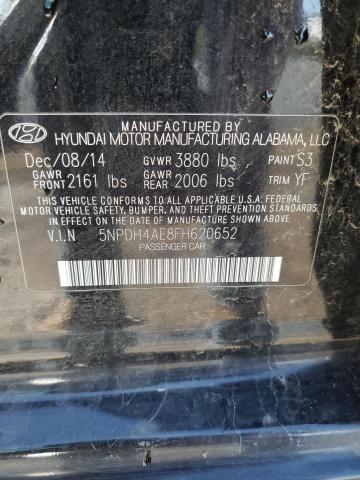 MANUFACTURED BY
HYUNDAI MOTOR MANUFACTURING ALABAMA, LLC
Dec/08/14 GVWR 3880 lbs PAINT S3
GAWR FRONT 2161 lbs GAWR REAR 2006 lbs TRIM YF
THIS VEHICLE CONFORMS TO ALL APPLICABLE U.S.A. FEDERAL
MOTOR VEHICLE SAFETY, BUMPER, AND THEFT PREVENTION
STANDARDS IN EFFECT ON THE DATE OF MANUFACTURE SHOWN ABOVE.
V.I.N 5NPDH4AE8FH620652
PASSENGER CAR